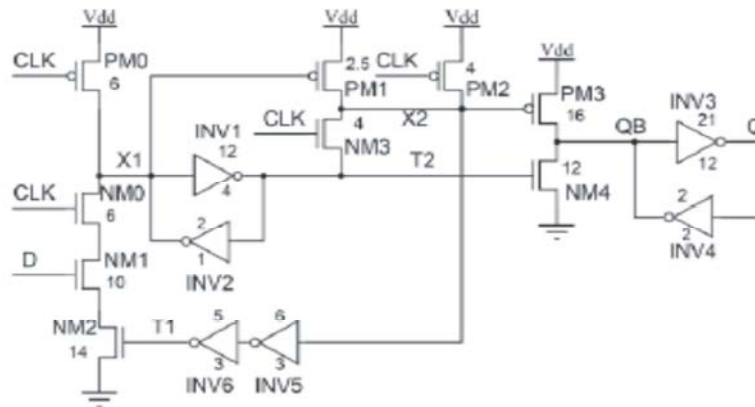 Vdd Vdd Vdd
CLK PM0 2.5 CLK 4 Vdd
6 PM1 PM2 PM3 INV3
INV1 CLK 4 X2 16 QB 21
X1 12 NM3 T2 12
NM0 4 12 NM4
CLK 6 2 2
D NM1 1 2
10 INV2 INV4
NM2 T1 5 6
14 3 3
INV6 INV5